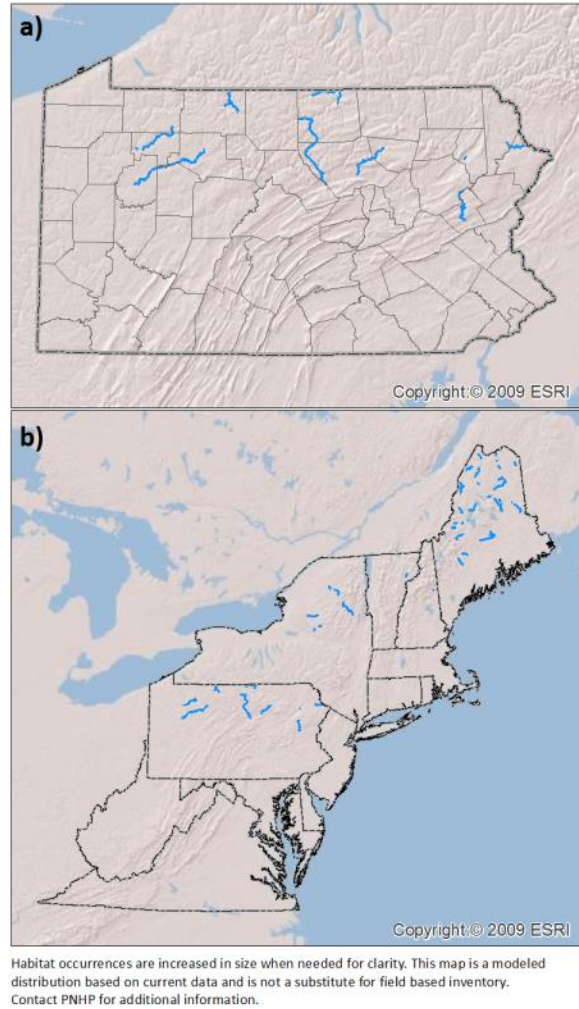 a)
Copyright:© 2009 ESRI
b)
Copyright:© 2009 ESRI
Habitat occurrences are increased in size when needed for clarity. This map is a modeled
distribution based on current data and is not a substitute for field based inventory.
Contact PNHP for additional information.